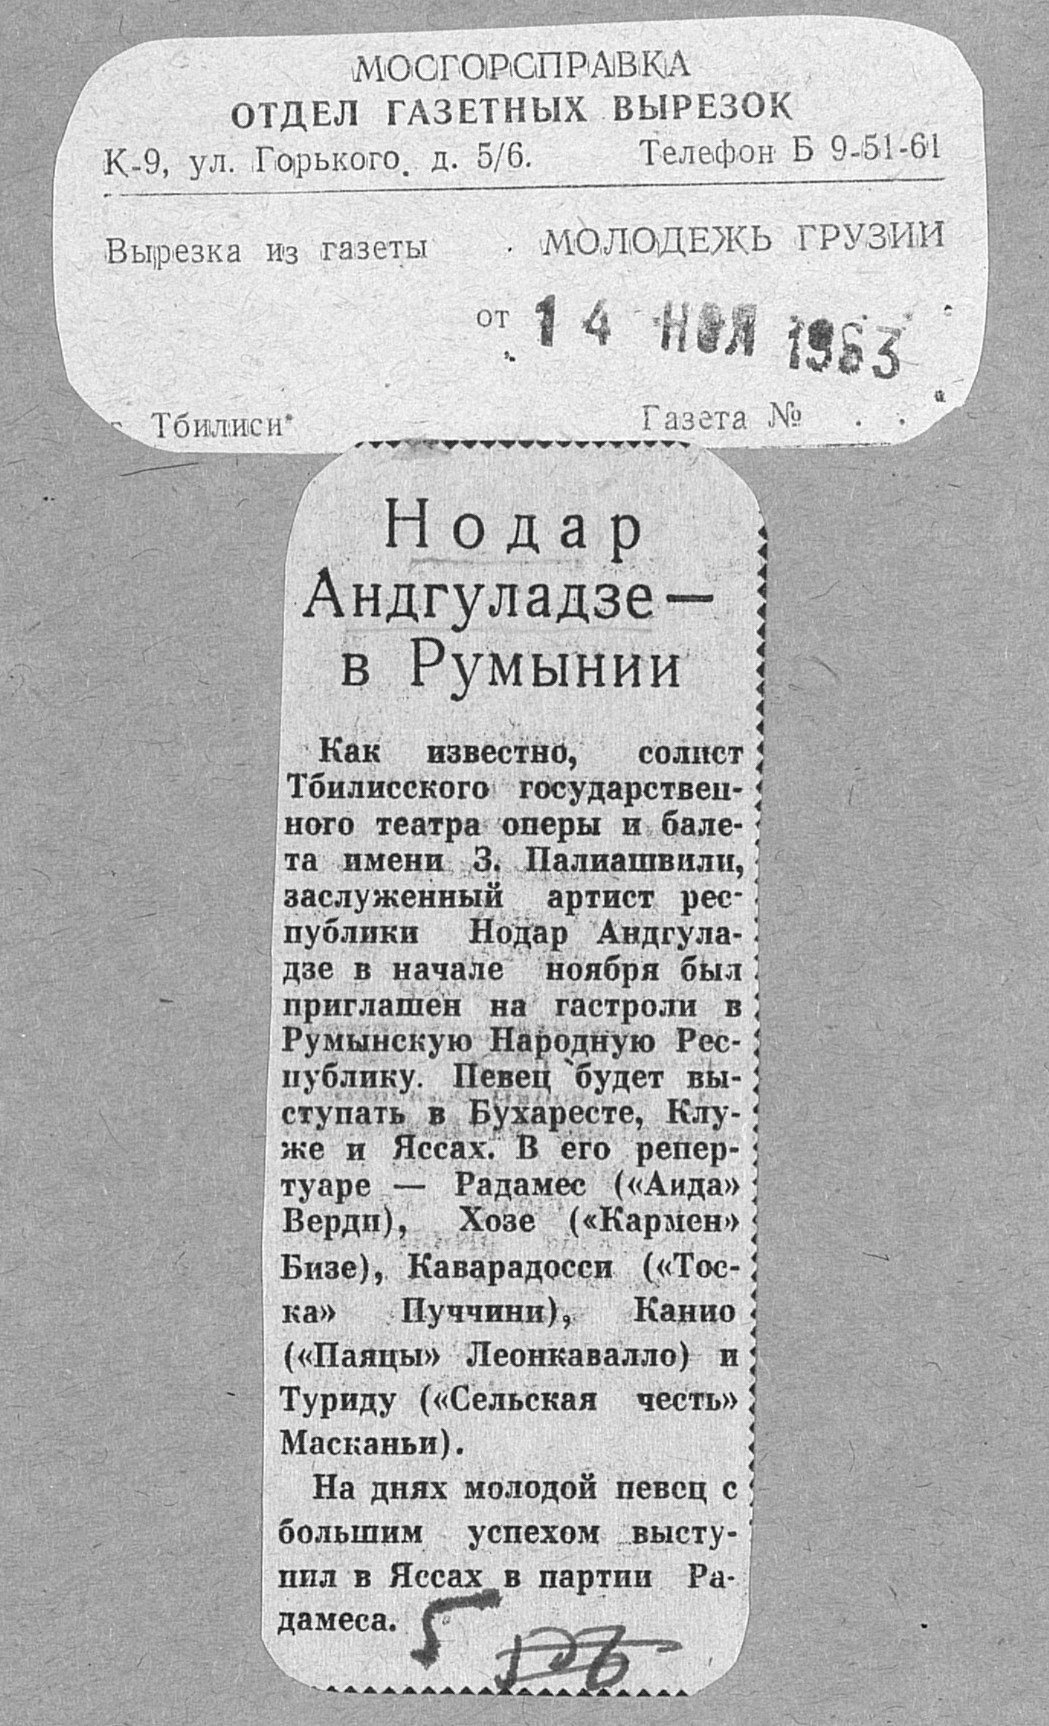 МОСГОРСПРАВКА
ОТДЕЛ ГАЗЕТНЫХ ВЫРЕЗОК
К-9, ул. Горького. д. 5/6. Телефон Б 9-51-61
Вырезка из газеты МОЛОДЕЖЬ ГРУЗИИ
от 14 НОЯ 1963
г. Тбилиси Газета № . .
Нодар
Андгуладзе —
в Румынии
Как известно, солист
Тбилисского государствен-
ного театра оперы и бале-
та имени З. Палиашвили,
заслуженный артист рес-
публики Нодар Андгула-
дзе в начале ноября был
приглашен на гастроли в
Румынскую Народную Рес-
публику. Певец будет вы-
ступать в Бухаресте, Клу-
же и Яссах. В его репер-
туаре — Радамес («Аида»
Верди), Хозе («Кармен»
Бизе), Каварадосси («Тос-
ка» Пуччини), Канио
(«Паяцы» Леонкавалло) и
Туриду («Сельская честь»
Масканьи).
На днях молодой певец с
большим успехом высту-
пил в Яссах в партии Ра-
дамеса. 5